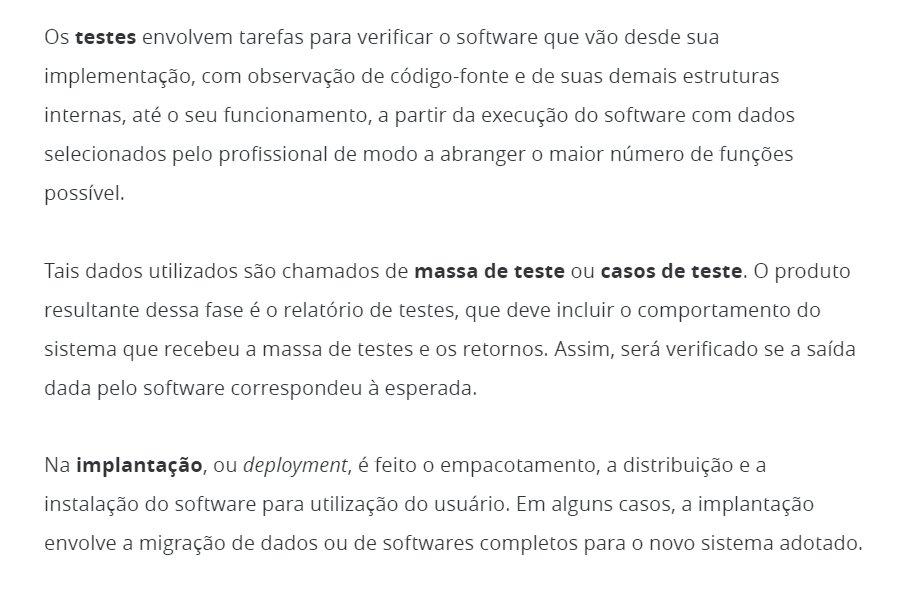 Os testes envolvem tarefas para verificar o software que vão desde sua
implementação, com observação de código-fonte e de suas demais estruturas
internas, até o seu funcionamento, a partir da execução do software com dados
selecionados pelo profissional de modo a abranger o maior número de funções
possível.
Tais dados utilizados são chamados de massa de teste ou casos de teste. O produto
resultante dessa fase é o relatório de testes, que deve incluir o comportamento do
sistema que recebeu a massa de testes e os retornos. Assim, será verificado se a saída
dada pelo software correspondeu à esperada.
Na implantação, ou deployment, é feito o empacotamento, a distribuição e a
instalação do software para utilização do usuário. Em alguns casos, a implantação
envolve a migração de dados ou de softwares completos para o novo sistema adotado.